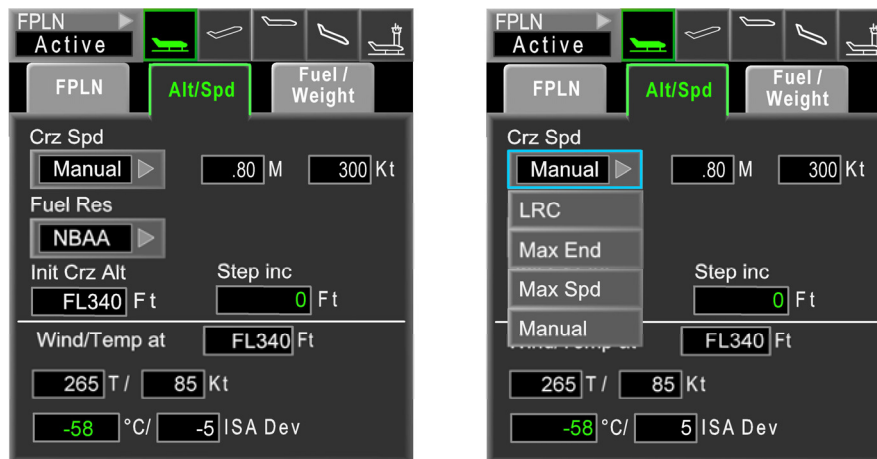 FPLN
Active
FPLN
Alt/Spd
Fuel /
Weight
Crz Spd
Manual .80 M 300 Kt
Fuel Res
NBAA
Init Crz Alt Step inc
FL340 Ft 0 Ft
Wind/Temp at FL340 Ft
265 T / 85 Kt
-58 °C/ -5 ISA Dev
FPLN
Active
FPLN
Alt/Spd
Fuel /
Weight
Crz Spd
Manual .80 M 300 Kt
LRC
Max End
Step inc
Max Spd
0 Ft
Manual
FL340 Ft
265 T / 85 Kt
-58 °C/ 5 ISA Dev